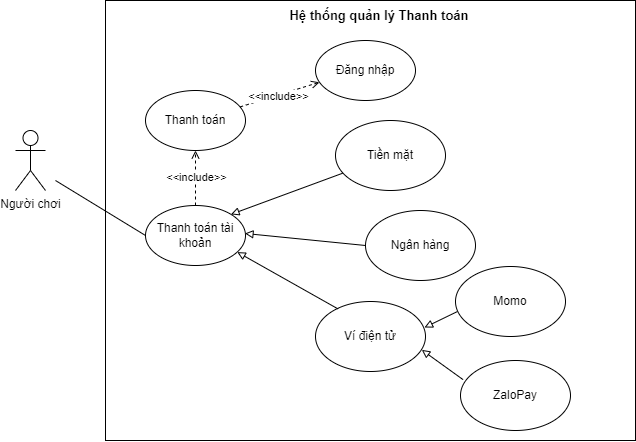 Hệ thống quản lý Thanh toán
Đăng nhập
<<include>>
Thanh toán
Tiền mặt
<<include>>
Người chơi
Thanh toán tài
khoản
Ngân hàng
Momo
Ví điện tử
ZaloPay